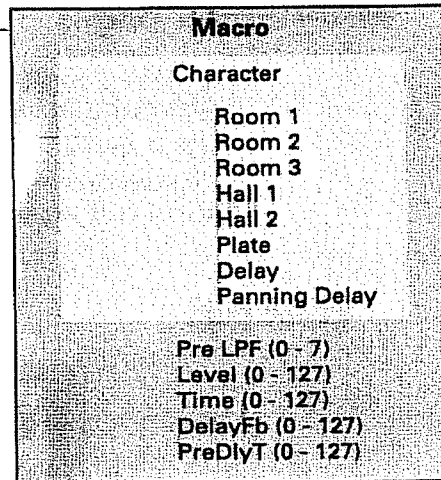 Macro
Character
Room 1
Room 2
Room 3
Hall 1
Hall 2
Plate
Delay
Panning Delay
Pre LPF (0 - 7)
Level (0 - 127)
Time (0 - 127)
DelayFb (0 - 127)
PreDlyT (0 - 127)